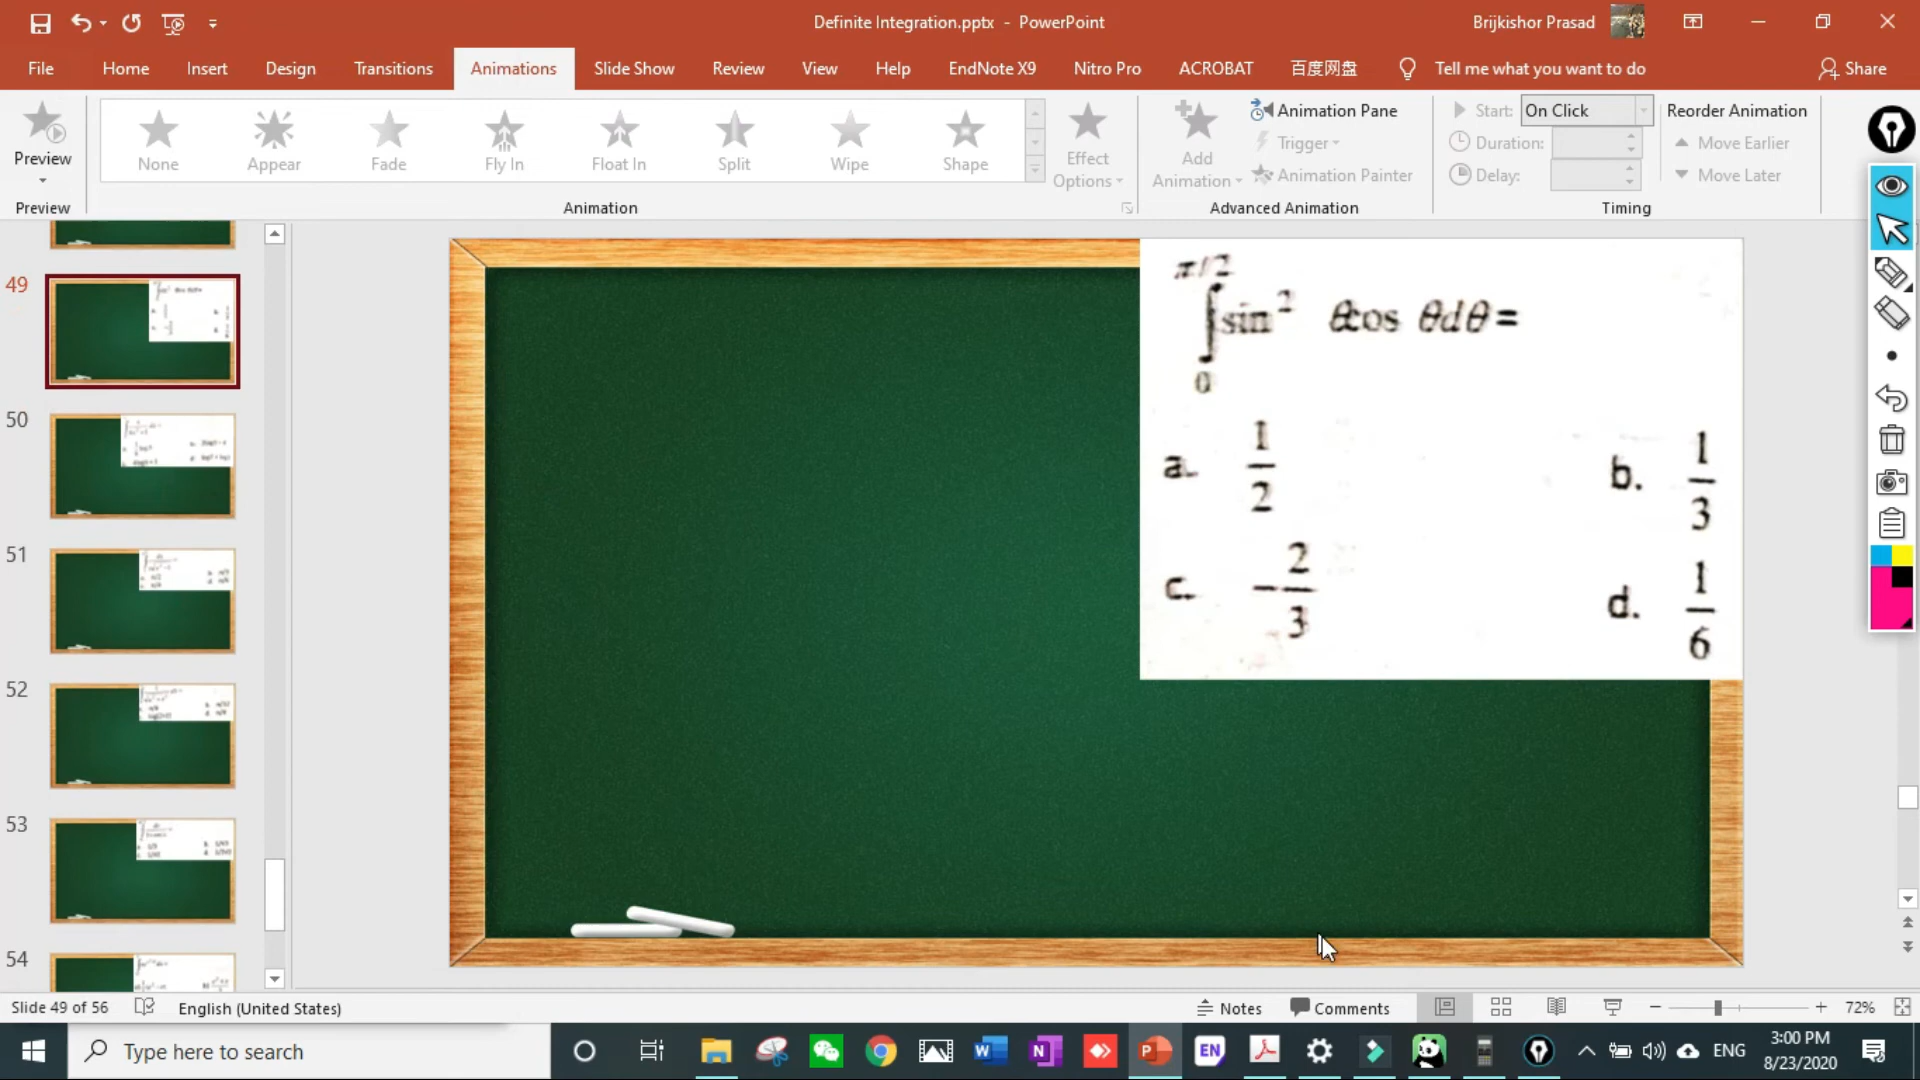 Definite Integration.pptx - PowerPoint
Brijkishor Prasad
File Home Insert Design Transitions Animations Slide Show Review View Help EndNote X9 Nitro Pro ACROBAT 百度网盘 Tell me what you want to do Share
Preview
Preview
None Appear Fade Fly In Float In Split Wipe Shape
Effect Options
Animation
Add Animation
Animation Pane
Trigger
Animation Painter
Advanced Animation
Start: On Click
Duration:
Delay:
Reorder Animation
Move Earlier
Move Later
Timing
49
50
51
52
53
54
π/2
∫ sin² θ cos θ dθ =
0
a. 1/2
b. 1/3
c. -2/3
d. 1/6
Slide 49 of 56 English (United States) Notes Comments 72%
Type here to search
EN
ENG
3:00 PM
8/23/2020